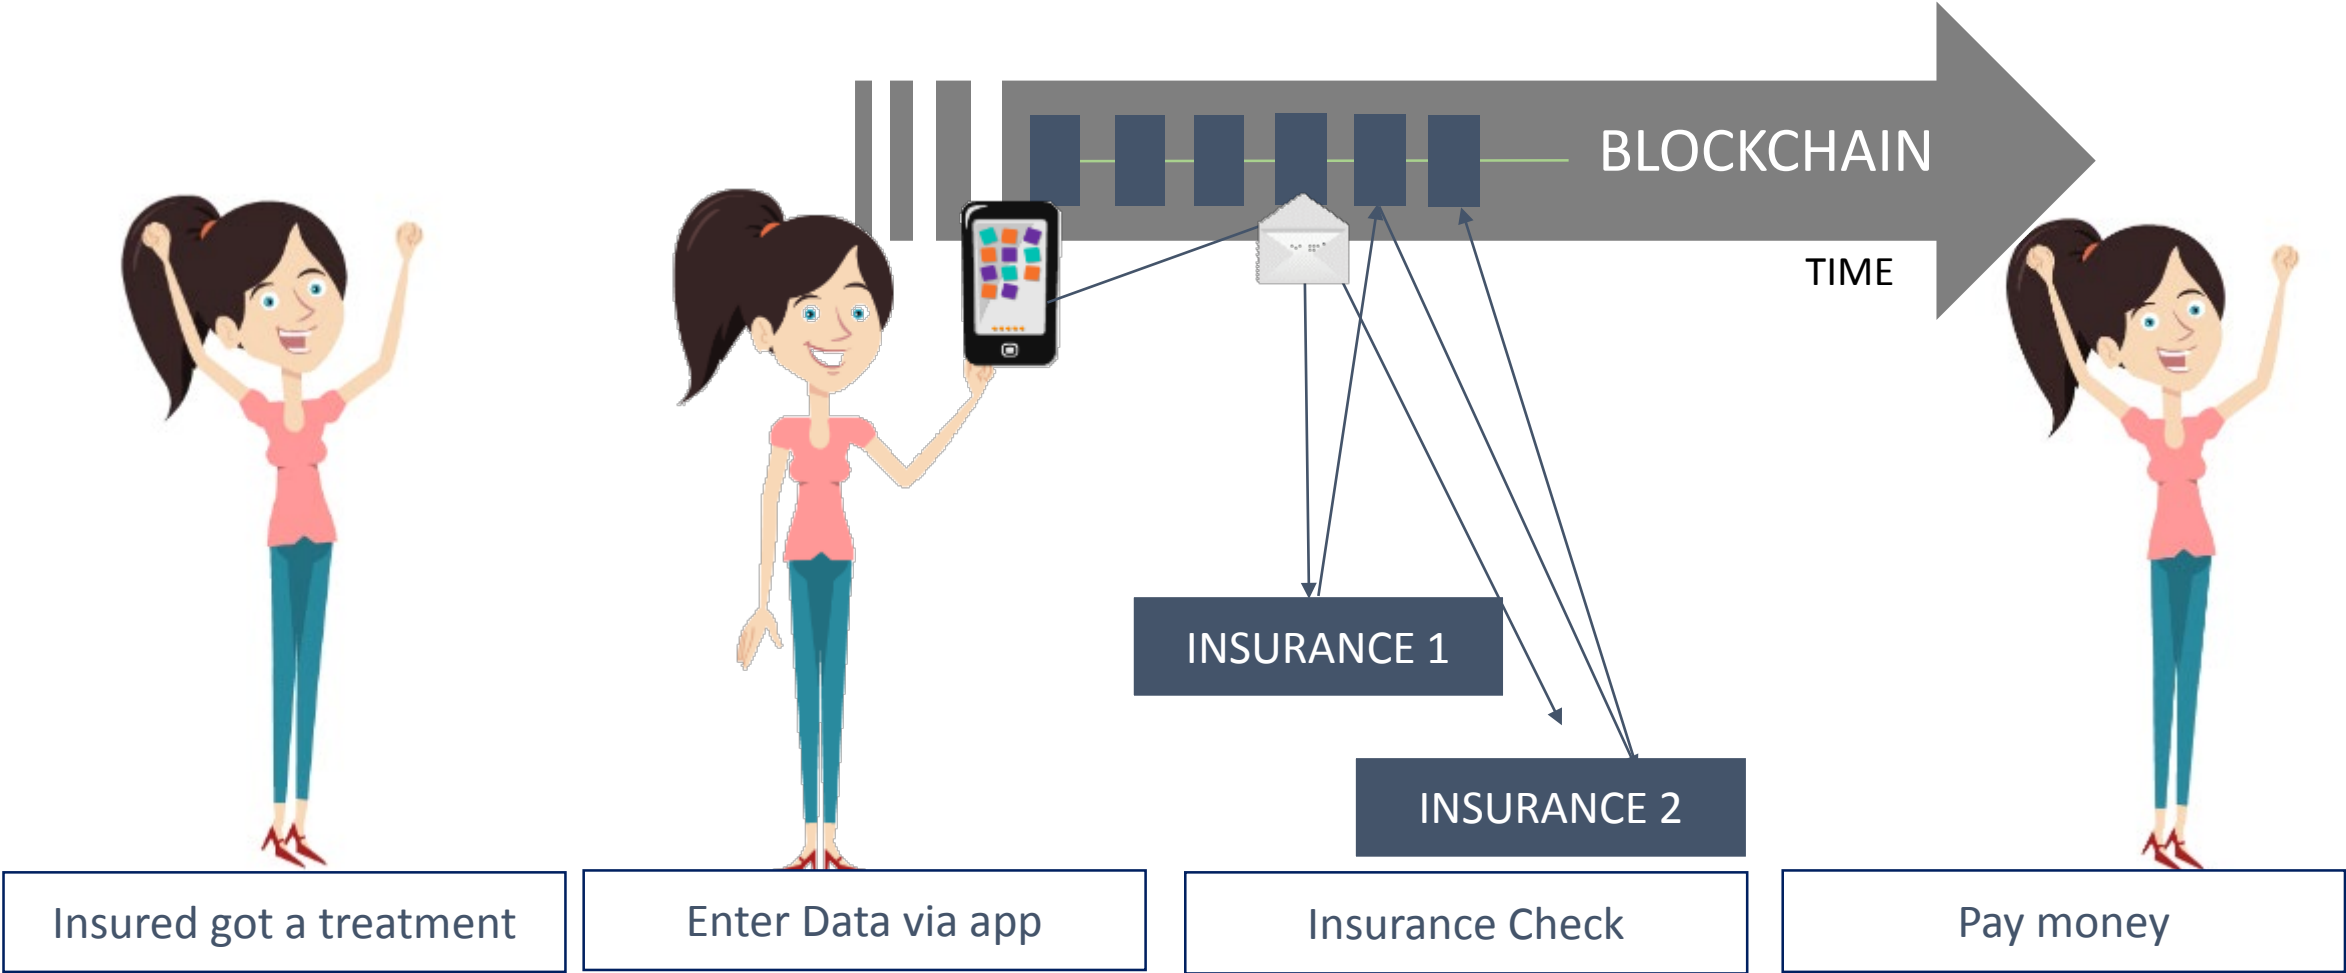 BLOCKCHAIN
TIME
INSURANCE 1
INSURANCE 2
Insured got a treatment
Enter Data via app
Insurance Check
Pay money